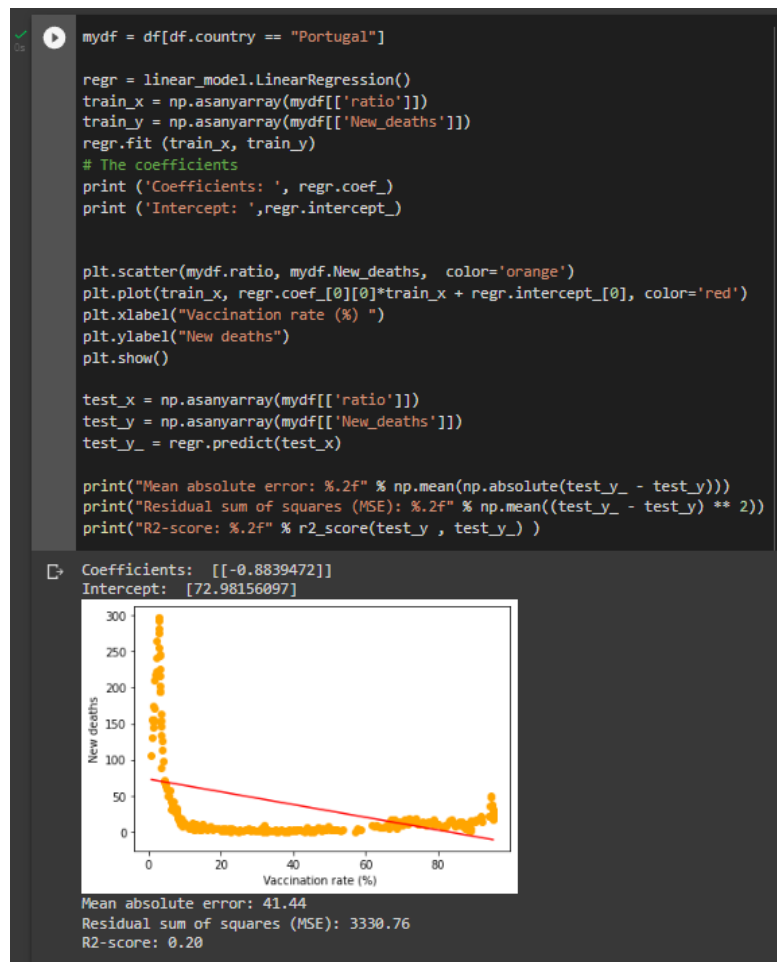 mydf = df[df.country == "Portugal"]
0s
regr = linear_model.LinearRegression()
train_x = np.asanyarray(mydf[['ratio']])
train_y = np.asanyarray(mydf[['New_deaths']])
regr.fit (train_x, train_y)
# The coefficients
print ('Coefficients: ', regr.coef_)
print ('Intercept: ',regr.intercept_)
plt.scatter(mydf.ratio, mydf.New_deaths,  color='orange')
plt.plot(train_x, regr.coef_[0][0]*train_x + regr.intercept_[0], color='red')
plt.xlabel("Vaccination rate (%) ")
plt.ylabel("New deaths")
plt.show()
test_x = np.asanyarray(mydf[['ratio']])
test_y = np.asanyarray(mydf[['New_deaths']])
test_y_ = regr.predict(test_x)
print("Mean absolute error: %.2f" % np.mean(np.absolute(test_y_ - test_y)))
print("Residual sum of squares (MSE): %.2f" % np.mean((test_y_ - test_y) ** 2))
print("R2-score: %.2f" % r2_score(test_y , test_y_) )
Coefficients:  [[-0.8839472]]
Intercept:  [72.98156097]
300
250
200
150
100
50
0
New deaths
0 20 40 60 80
Vaccination rate (%)
Mean absolute error: 41.44
Residual sum of squares (MSE): 3330.76
R2-score: 0.20